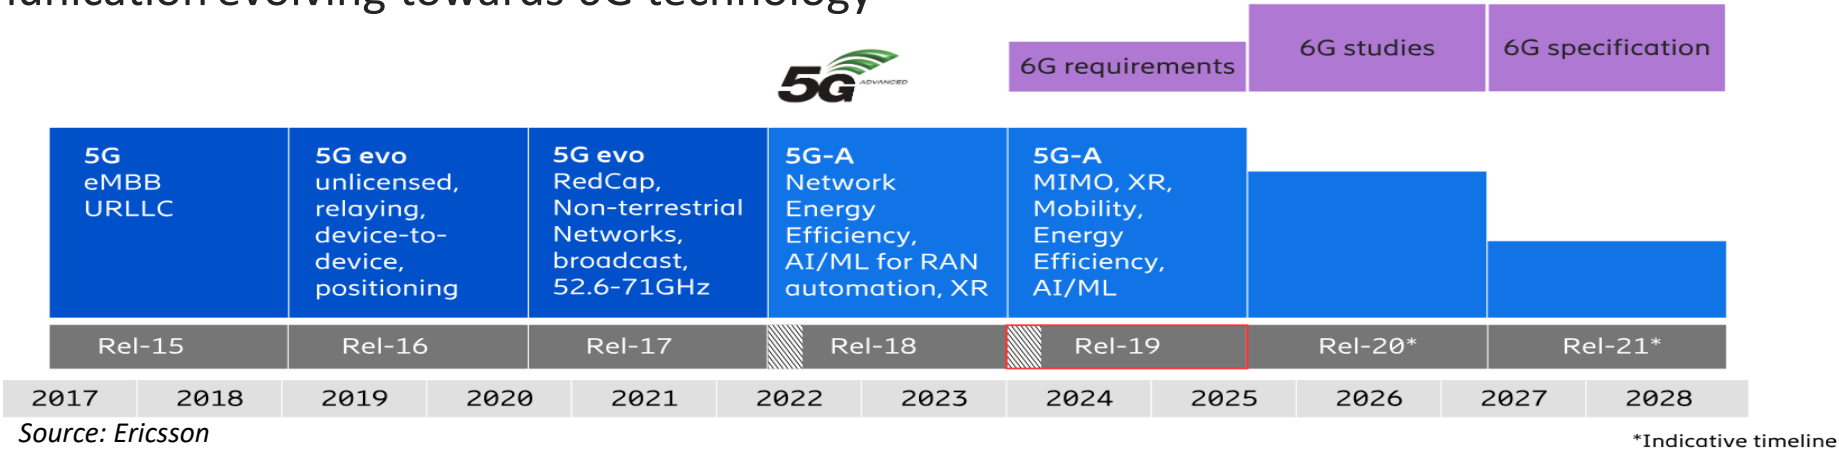 evolving towards 6G technology
5G ADVANCED
6G requirements
6G studies
6G specification
5G
eMBB
URLLC
5G evo
unlicensed,
relaying,
device-to-
device,
positioning
5G evo
RedCap,
Non-terrestrial
Networks,
broadcast,
52.6-71GHz
5G-A
Network
Energy
Efficiency,
AI/ML for RAN
automation, XR
5G-A
MIMO, XR,
Mobility,
Energy
Efficiency,
AI/ML
Rel-15
Rel-16
Rel-17
Rel-18
Rel-19
Rel-20*
Rel-21*
2017 2018 2019 2020 2021 2022 2023 2024 2025 2026 2027 2028
Source: Ericsson
*Indicative timeline